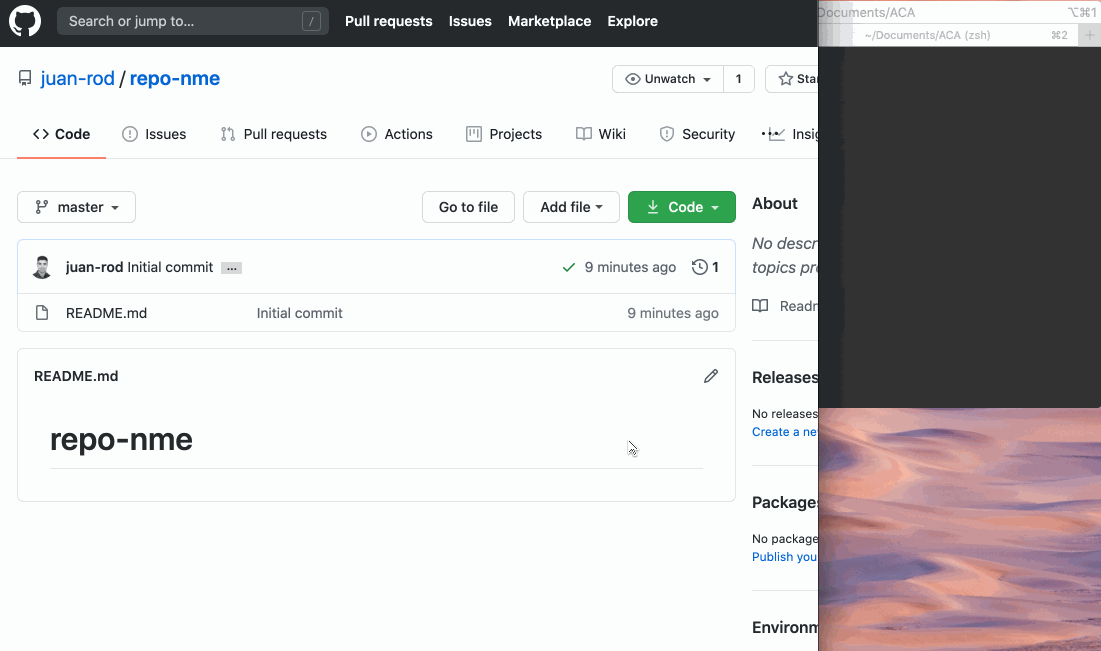 Search or jump to… /
Pull requests Issues Marketplace Explore
Documents/ACA ⌥⌘1
~/Documents/ACA (zsh) ⌘2 +
juan-rod / repo-nme
Unwatch 1 Star
Code Issues Pull requests Actions Projects Wiki Security Insig
master Go to file Add file Code
juan-rod Initial commit … 9 minutes ago 1
README.md Initial commit 9 minutes ago
README.md
repo-nme
About
No descr
topics pro
Readn
Releases
No releases
Create a ne
Packages
No package
Publish you
Environm